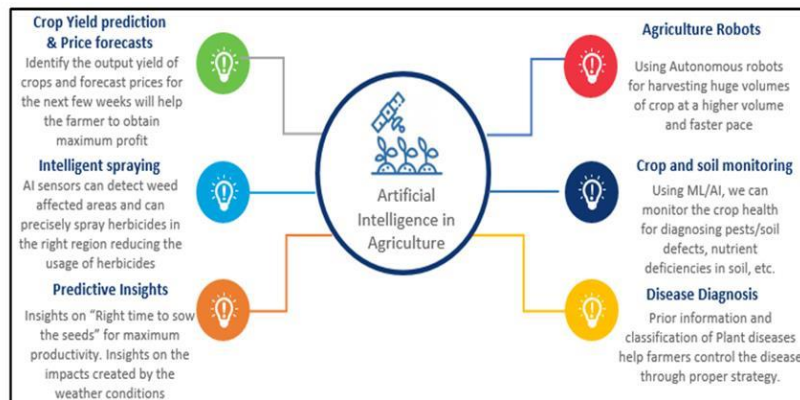 Crop Yield prediction
& Price forecasts
Identify the output yield of
crops and forecast prices for
the next few weeks will help
the farmer to obtain
maximum profit
Intelligent spraying
AI sensors can detect weed
affected areas and can
precisely spray herbicides in
the right region reducing the
usage of herbicides
Predictive Insights
Insights on “Right time to sow
the seeds” for maximum
productivity. Insights on the
impacts created by the
weather conditions
Artificial
Intelligence in
Agriculture
Agriculture Robots
Using Autonomous robots
for harvesting huge volumes
of crop at a higher volume
and faster pace
Crop and soil monitoring
Using ML/AI, we can
monitor the crop health
for diagnosing pests/soil
defects, nutrient
deficiencies in soil, etc.
Disease Diagnosis
Prior information and
classification of Plant diseases
help farmers control the disease
through proper strategy.